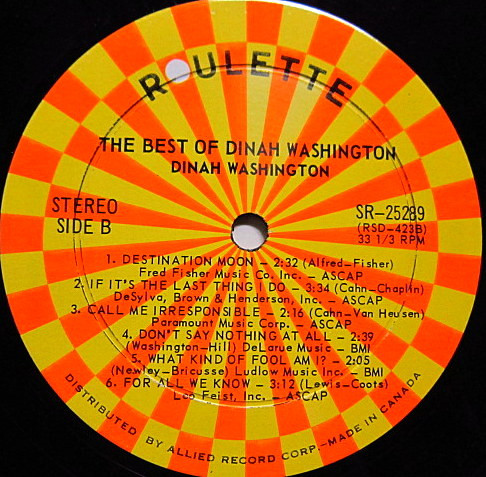 ROULETTE
THE BEST OF DINAH WASHINGTON
DINAH WASHINGTON
STEREO
SIDE B
SR-25289
(RSD-423B)
33 1/3 RPM
1. DESTINATION MOON – 2:32 (Alfred-Fisher)
Fred Fisher Music Co. Inc. – ASCAP
2. IF IT'S THE LAST THING I DO – 3:34 (Cahn-Chaplin)
DeSylva, Brown & Henderson, Inc. – ASCAP
3. CALL ME IRRESPONSIBLE – 2:16 (Cahn-Van Heusen)
Paramount Music Corp. – ASCAP
4. DON'T SAY NOTHING AT ALL – 2:39
(Washington-Hill) DeLarue Music – BMI
5. WHAT KIND OF FOOL AM I? – 2:05
(Newley-Bricusse) Ludlow Music Inc. – BMI
6. FOR ALL WE KNOW – 3:12 (Lewis-Coots)
Leo Feist, Inc. – ASCAP
DISTRIBUTED BY ALLIED RECORD CORP.–MADE IN CANADA